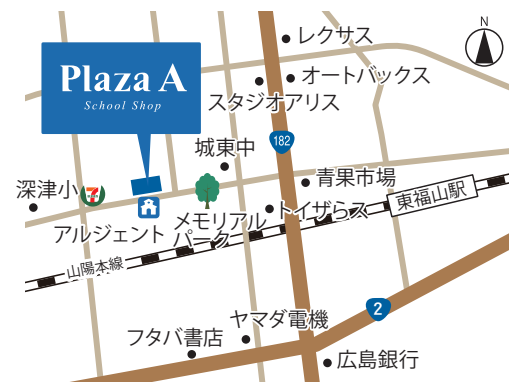 N
レクサス
Plaza A
School Shop
オートバックス
スタジオアリス
182
城東中
青果市場
深津小
7
東福山駅
トイザらス
メモリアル
パーク
アルジェント
山陽本線
2
ヤマダ電機
フタバ書店
広島銀行